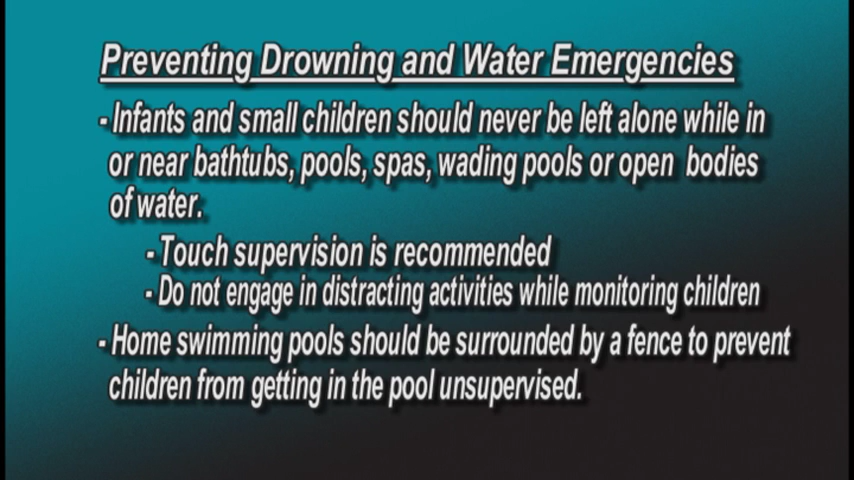 Preventing Drowning and Water Emergencies
- Infants and small children should never be left alone while in
or near bathtubs, pools, spas, wading pools or open bodies
of water.
- Touch supervision is recommended
- Do not engage in distracting activities while monitoring children
- Home swimming pools should be surrounded by a fence to prevent
children from getting in the pool unsupervised.